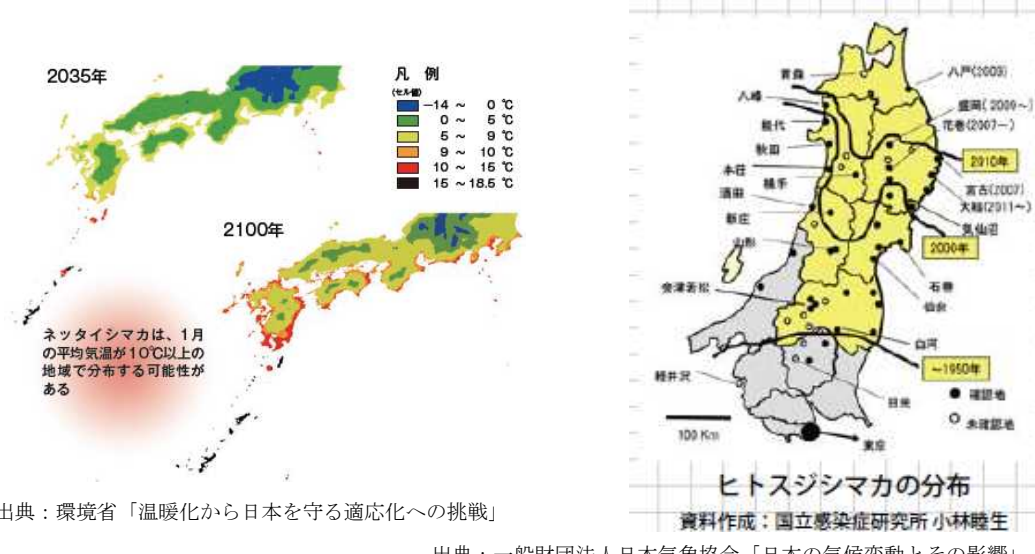 2035年
凡 例
(セル値)
−14 ~ 0 ℃
0 ~ 5 ℃
5 ~ 9 ℃
9 ~ 10 ℃
10 ~ 15 ℃
15 ~ 18.5 ℃
2100年
ネッタイシマカは、1月
の平均気温が10℃以上の
地域で分布する可能性が
ある
出典：環境省「温暖化から日本を守る適応化への挑戦」
青森
八戸(2009)
八峰
盛岡(2009~)
能代
花巻(2007~)
秋田
2010年
本荘
宮古(2007)
横手
大槌(2011~)
酒田
気仙沼
新庄
2000年
山形
石巻
会津若松
仙台
白河
~1950年
軽井沢
日光
確認地
未確認地
100 Km
東京
ヒトスジシマカの分布
資料作成：国立感染症研究所 小林睦生
出典：一般財団法人日本気象協会「日本の気候変動とその影響」